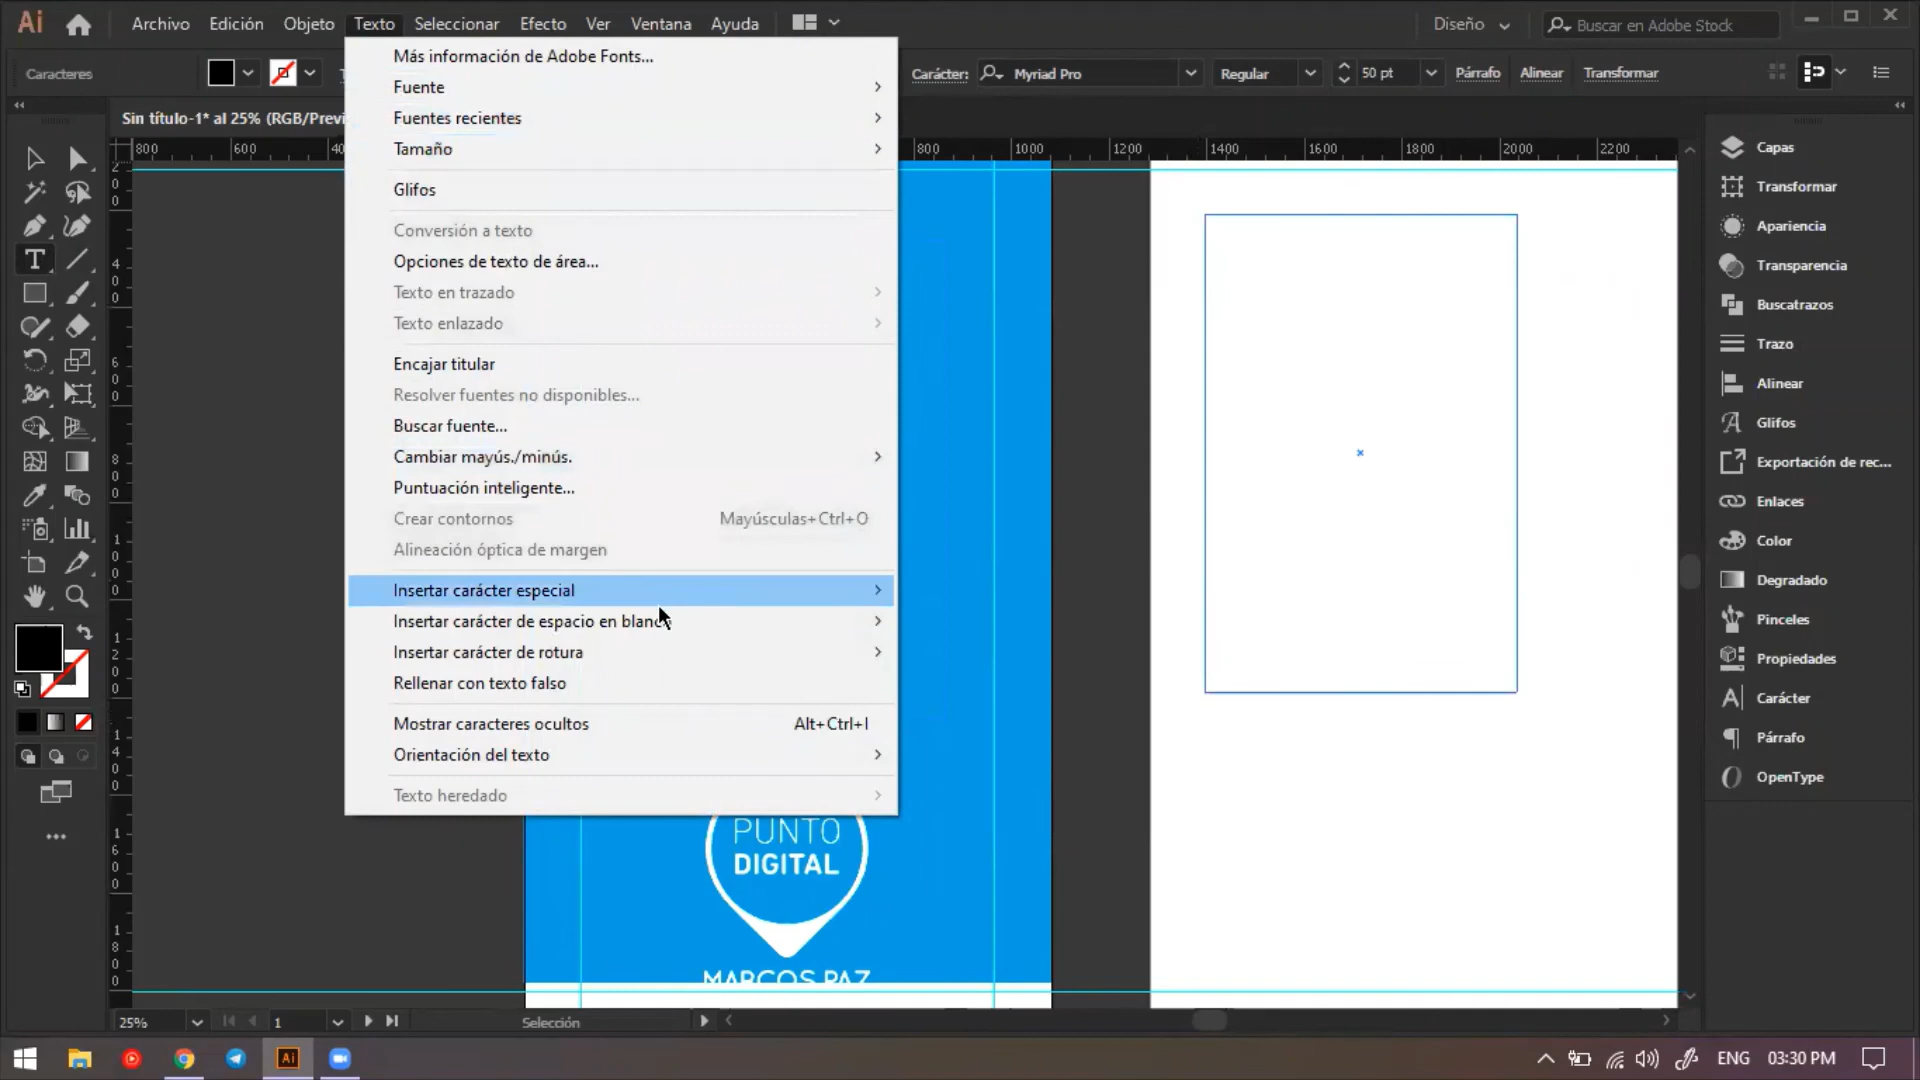 Ai Archivo Edición Objeto Texto Seleccionar Efecto Ver Ventana Ayuda Diseño Buscar en Adobe Stock
Caracteres Carácter: Myriad Pro Regular 50 pt Párrafo Alinear Transformar
Sin título-1* al 25% (RGB/Previ
800 600 40 800 1000 1200 1400 1600 1800 2000 2200
Más información de Adobe Fonts...
Fuente
Fuentes recientes
Tamaño
Glifos
Conversión a texto
Opciones de texto de área...
Texto en trazado
Texto enlazado
Encajar titular
Resolver fuentes no disponibles...
Buscar fuente...
Cambiar mayús./minús.
Puntuación inteligente...
Crear contornos Mayúsculas+Ctrl+O
Alineación óptica de margen
Insertar carácter especial
Insertar carácter de espacio en blanco
Insertar carácter de rotura
Rellenar con texto falso
Mostrar caracteres ocultos Alt+Ctrl+I
Orientación del texto
Texto heredado
PUNTO
DIGITAL
MARCOS PAZ
Capas
Transformar
Apariencia
Transparencia
Buscatrazos
Trazo
Alinear
Glifos
Exportación de rec...
Enlaces
Color
Degradado
Pinceles
Propiedades
Carácter
Párrafo
OpenType
25% 1 Selección
Ai ENG 03:30 PM